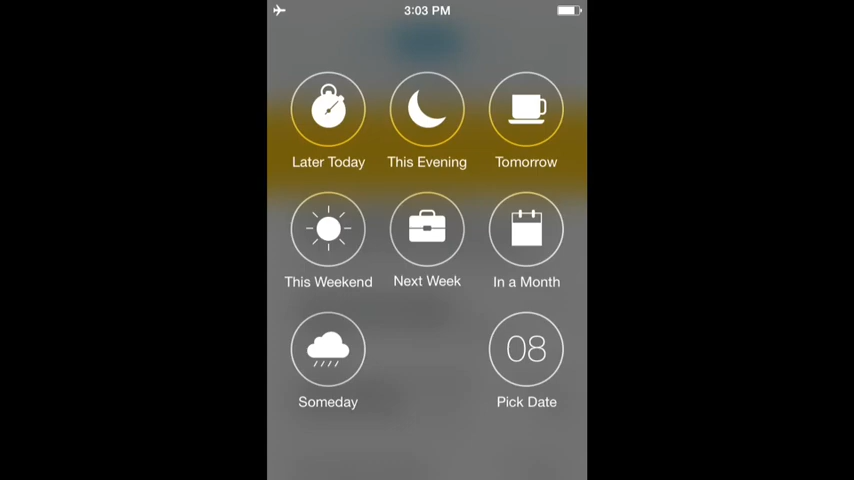 3:03 PM
Later Today
This Evening
Tomorrow
This Weekend
Next Week
In a Month
08
Someday
Pick Date